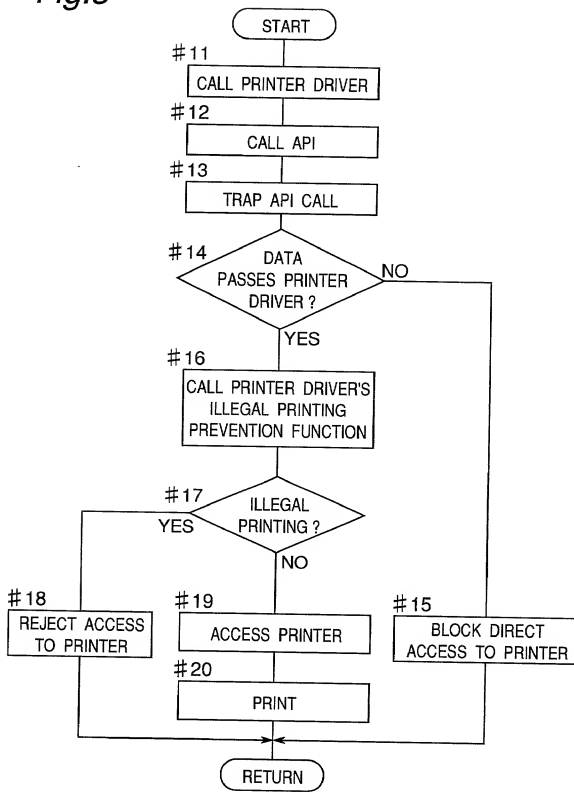 START
#11
CALL PRINTER DRIVER
#12
CALL API
#13
TRAP API CALL
#14
DATA
PASSES PRINTER
DRIVER ?
NO
YES
#16
CALL PRINTER DRIVER'S
ILLEGAL PRINTING
PREVENTION FUNCTION
#17
ILLEGAL
PRINTING ?
YES
NO
#18
REJECT ACCESS
TO PRINTER
#19
ACCESS PRINTER
#15
BLOCK DIRECT
ACCESS TO PRINTER
#20
PRINT
RETURN